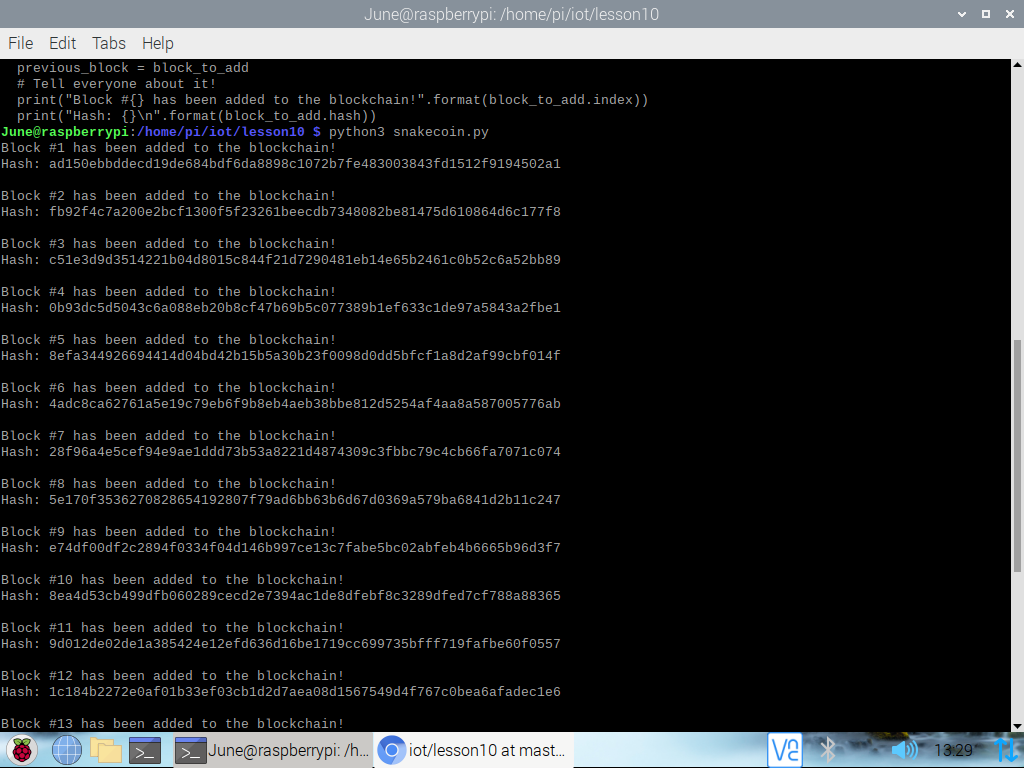 June@raspberrypi: /home/pi/iot/lesson10
File Edit Tabs Help
previous_block = block_to_add
# Tell everyone about it!
print("Block #{} has been added to the blockchain!".format(block_to_add.index))
print("Hash: {}\n".format(block_to_add.hash))
June@raspberrypi:/home/pi/iot/lesson10 $ python3 snakecoin.py
Block #1 has been added to the blockchain!
Hash: ad150ebbddecd19de684bdf6da8898c1072b7fe483003843fd1512f9194502a1
Block #2 has been added to the blockchain!
Hash: fb92f4c7a200e2bcf1300f5f23261beecdb7348082be81475d610864d6c177f8
Block #3 has been added to the blockchain!
Hash: c51e3d9d3514221b04d8015c844f21d7290481eb14e65b2461c0b52c6a52bb89
Block #4 has been added to the blockchain!
Hash: 0b93dc5d5043c6a088eb20b8cf47b69b5c077389b1ef633c1de97a5843a2fbe1
Block #5 has been added to the blockchain!
Hash: 8efa344926694414d04bd42b15b5a30b23f0098d0dd5bfcf1a8d2af99cbf014f
Block #6 has been added to the blockchain!
Hash: 4adc8ca62761a5e19c79eb6f9b8eb4aeb38bbe812d5254af4aa8a587005776ab
Block #7 has been added to the blockchain!
Hash: 28f96a4e5cef94e9ae1ddd73b53a8221d4874309c3fbbc79c4cb66fa7071c074
Block #8 has been added to the blockchain!
Hash: 5e170f3536270828654192807f79ad6bb63b6d67d0369a579ba6841d2b11c247
Block #9 has been added to the blockchain!
Hash: e74df00df2c2894f0334f04d146b997ce13c7fabe5bc02abfeb4b6665b96d3f7
Block #10 has been added to the blockchain!
Hash: 8ea4d53cb499dfb060289cecd2e7394ac1de8dfebf8c3289dfed7cf788a88365
Block #11 has been added to the blockchain!
Hash: 9d012de02de1a385424e12efd636d16be1719cc699735bfff719fafbe60f0557
Block #12 has been added to the blockchain!
Hash: 1c184b2272e0af01b33ef03cb1d2d7aea08d1567549d4f767c0bea6afadec1e6
Block #13 has been added to the blockchain!
June@raspberrypi: /h... iot/lesson10 at mast... 13:29